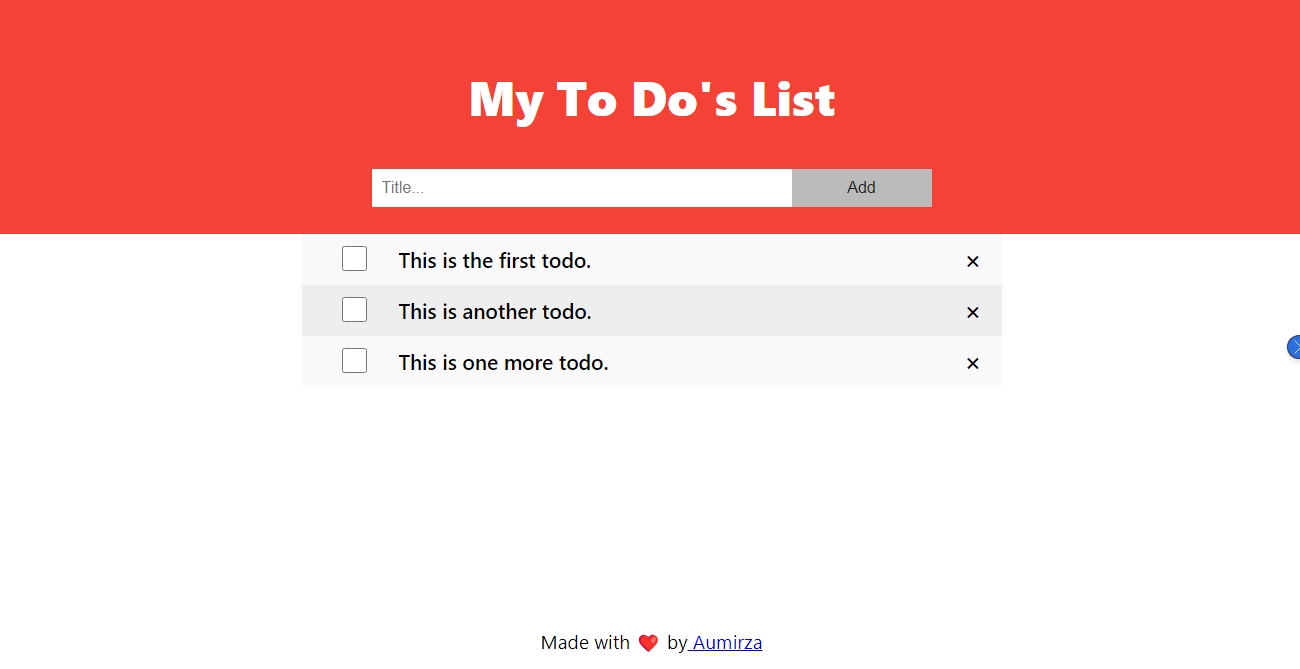 My To Do's List
Title...
Add
This is the first todo. ×
This is another todo. ×
This is one more todo. ×
Made with ❤️ by Aumirza